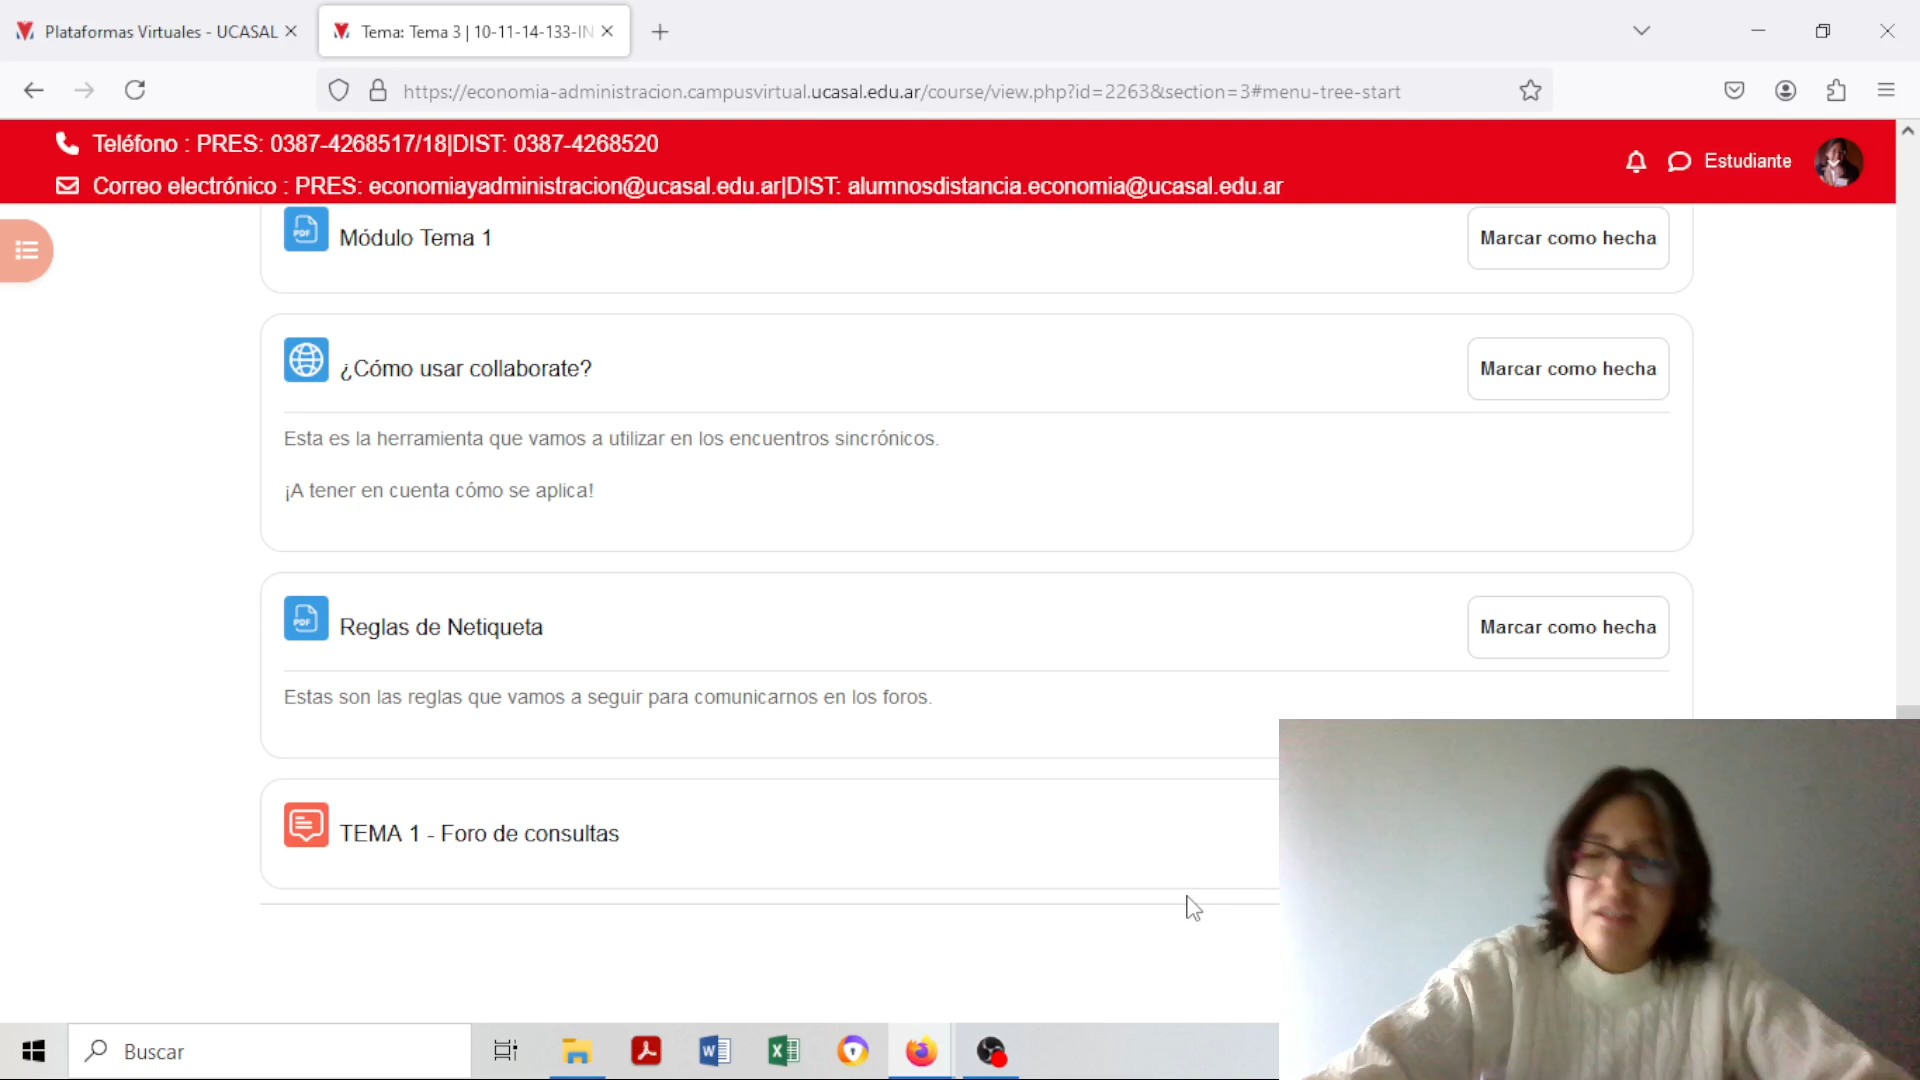 Plataformas Virtuales - UCASAL
Tema: Tema 3 | 10-11-14-133-IN
https://economia-administracion.campusvirtual.ucasal.edu.ar/course/view.php?id=2263&section=3#menu-tree-start
Teléfono : PRES: 0387-4268517/18|DIST: 0387-4268520
Correo electrónico : PRES: economiayadministracion@ucasal.edu.ar|DIST: alumnosdistancia.economia@ucasal.edu.ar
Estudiante
PDF
Módulo Tema 1
Marcar como hecha
¿Cómo usar collaborate?
Marcar como hecha
Esta es la herramienta que vamos a utilizar en los encuentros sincrónicos.
¡A tener en cuenta cómo se aplica!
PDF
Reglas de Netiqueta
Marcar como hecha
Estas son las reglas que vamos a seguir para comunicarnos en los foros.
TEMA 1 - Foro de consultas
Buscar